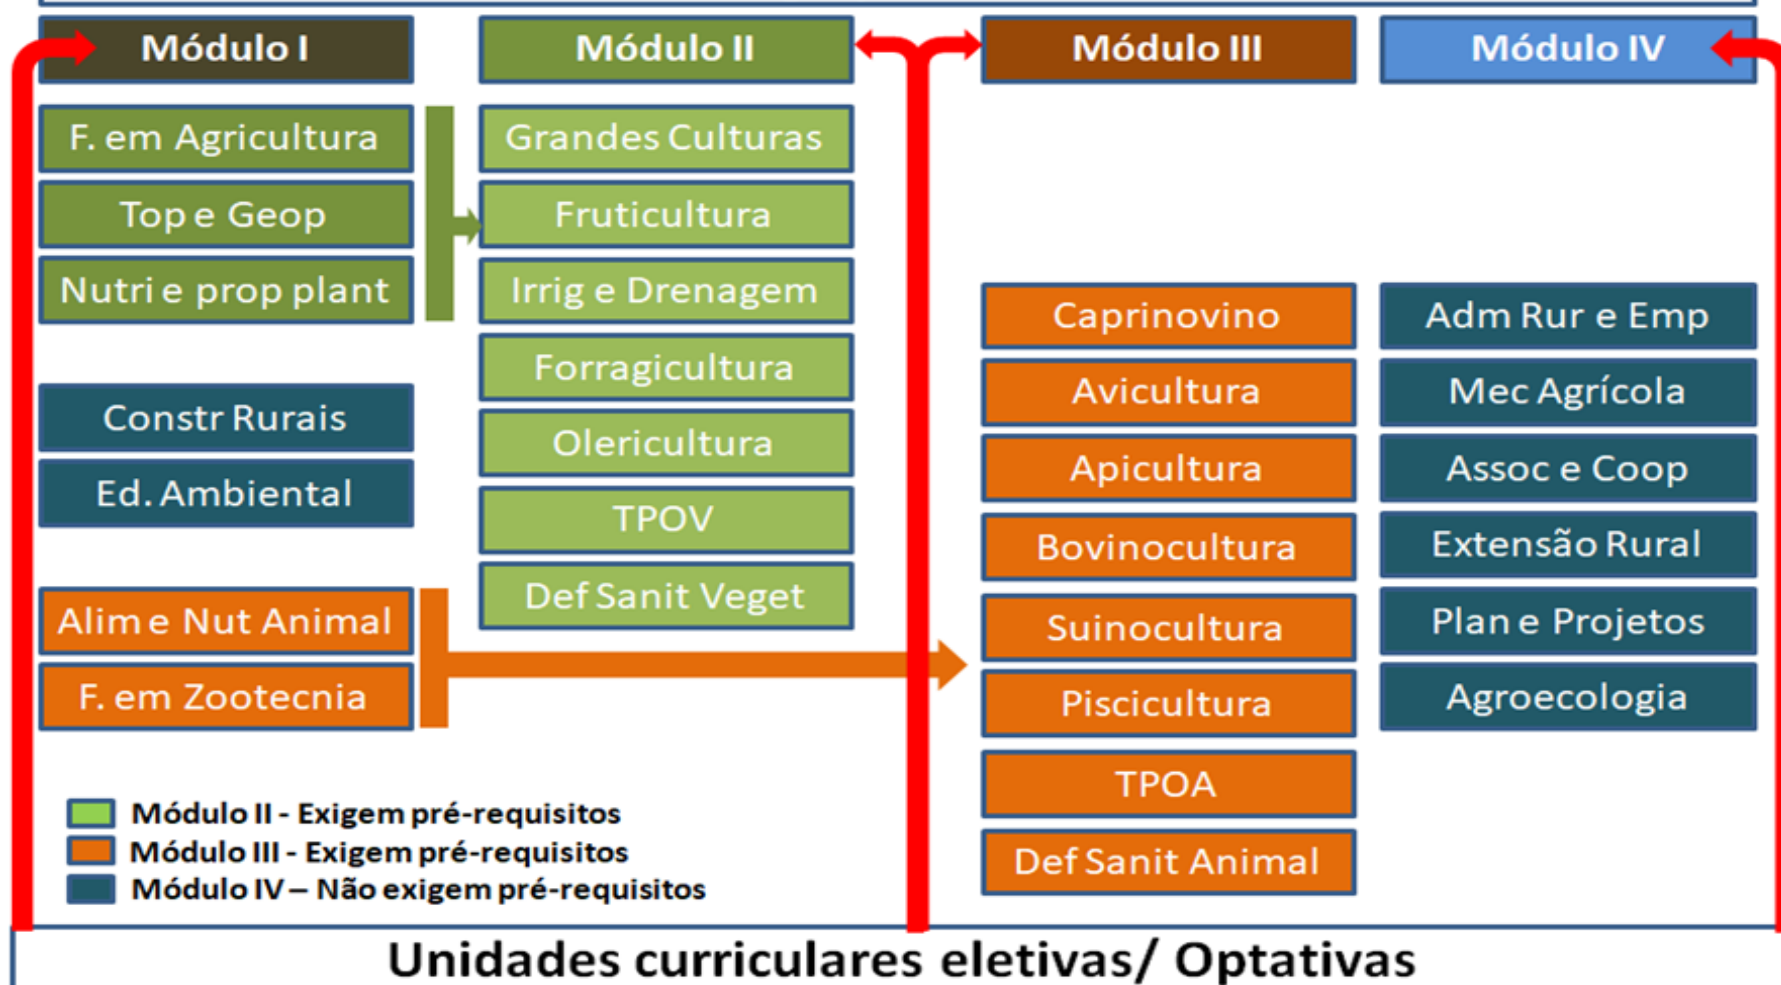 Módulo I
Módulo II
Módulo III
Módulo IV
F. em Agricultura
Top e Geop
Nutri e prop plant
Constr Rurais
Ed. Ambiental
Alim e Nut Animal
F. em Zootecnia
Grandes Culturas
Fruticultura
Irrig e Drenagem
Forragicultura
Olericultura
TPOV
Def Sanit Veget
Caprinovino
Avicultura
Apicultura
Bovinocultura
Suinocultura
Piscicultura
TPOA
Def Sanit Animal
Adm Rur e Emp
Mec Agrícola
Assoc e Coop
Extensão Rural
Plan e Projetos
Agroecologia
Módulo II - Exigem pré-requisitos
Módulo III - Exigem pré-requisitos
Módulo IV – Não exigem pré-requisitos
Unidades curriculares eletivas/ Optativas